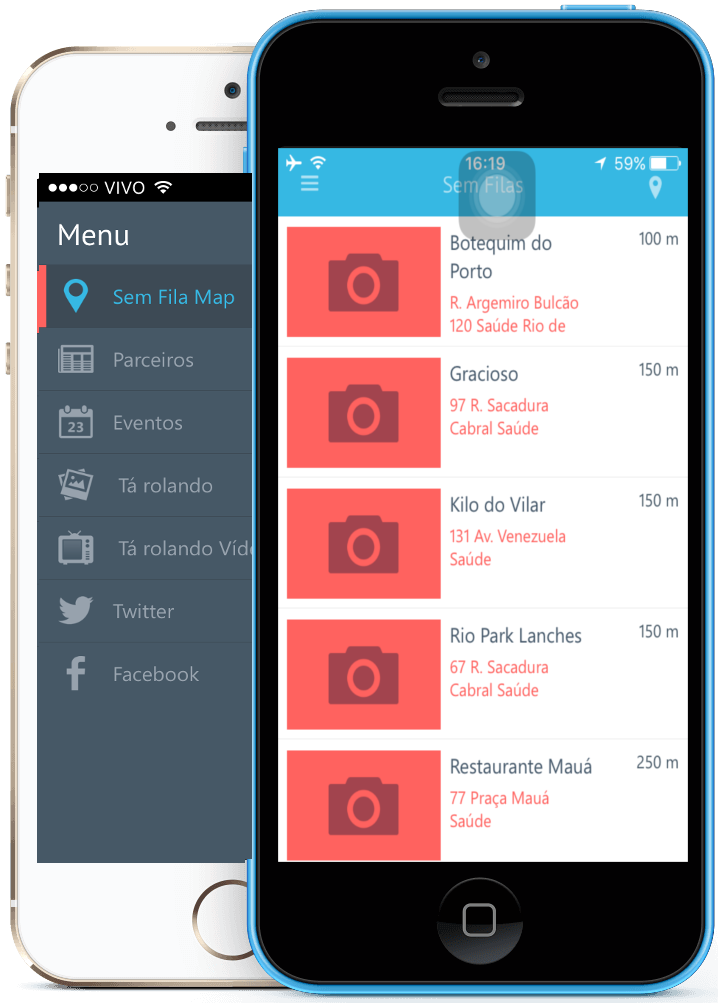 VIVO
Menu
Sem Fila Map
Parceiros
23
Eventos
Tá rolando
Tá rolando Víde
Twitter
Facebook
16:19
59%
Sem Filas
Botequim do
Porto
100 m
R. Argemiro Bulcão
120 Saúde Rio de
Gracioso
150 m
97 R. Sacadura
Cabral Saúde
Kilo do Vilar
150 m
131 Av. Venezuela
Saúde
Rio Park Lanches
150 m
67 R. Sacadura
Cabral Saúde
Restaurante Mauá
250 m
77 Praça Mauá
Saúde